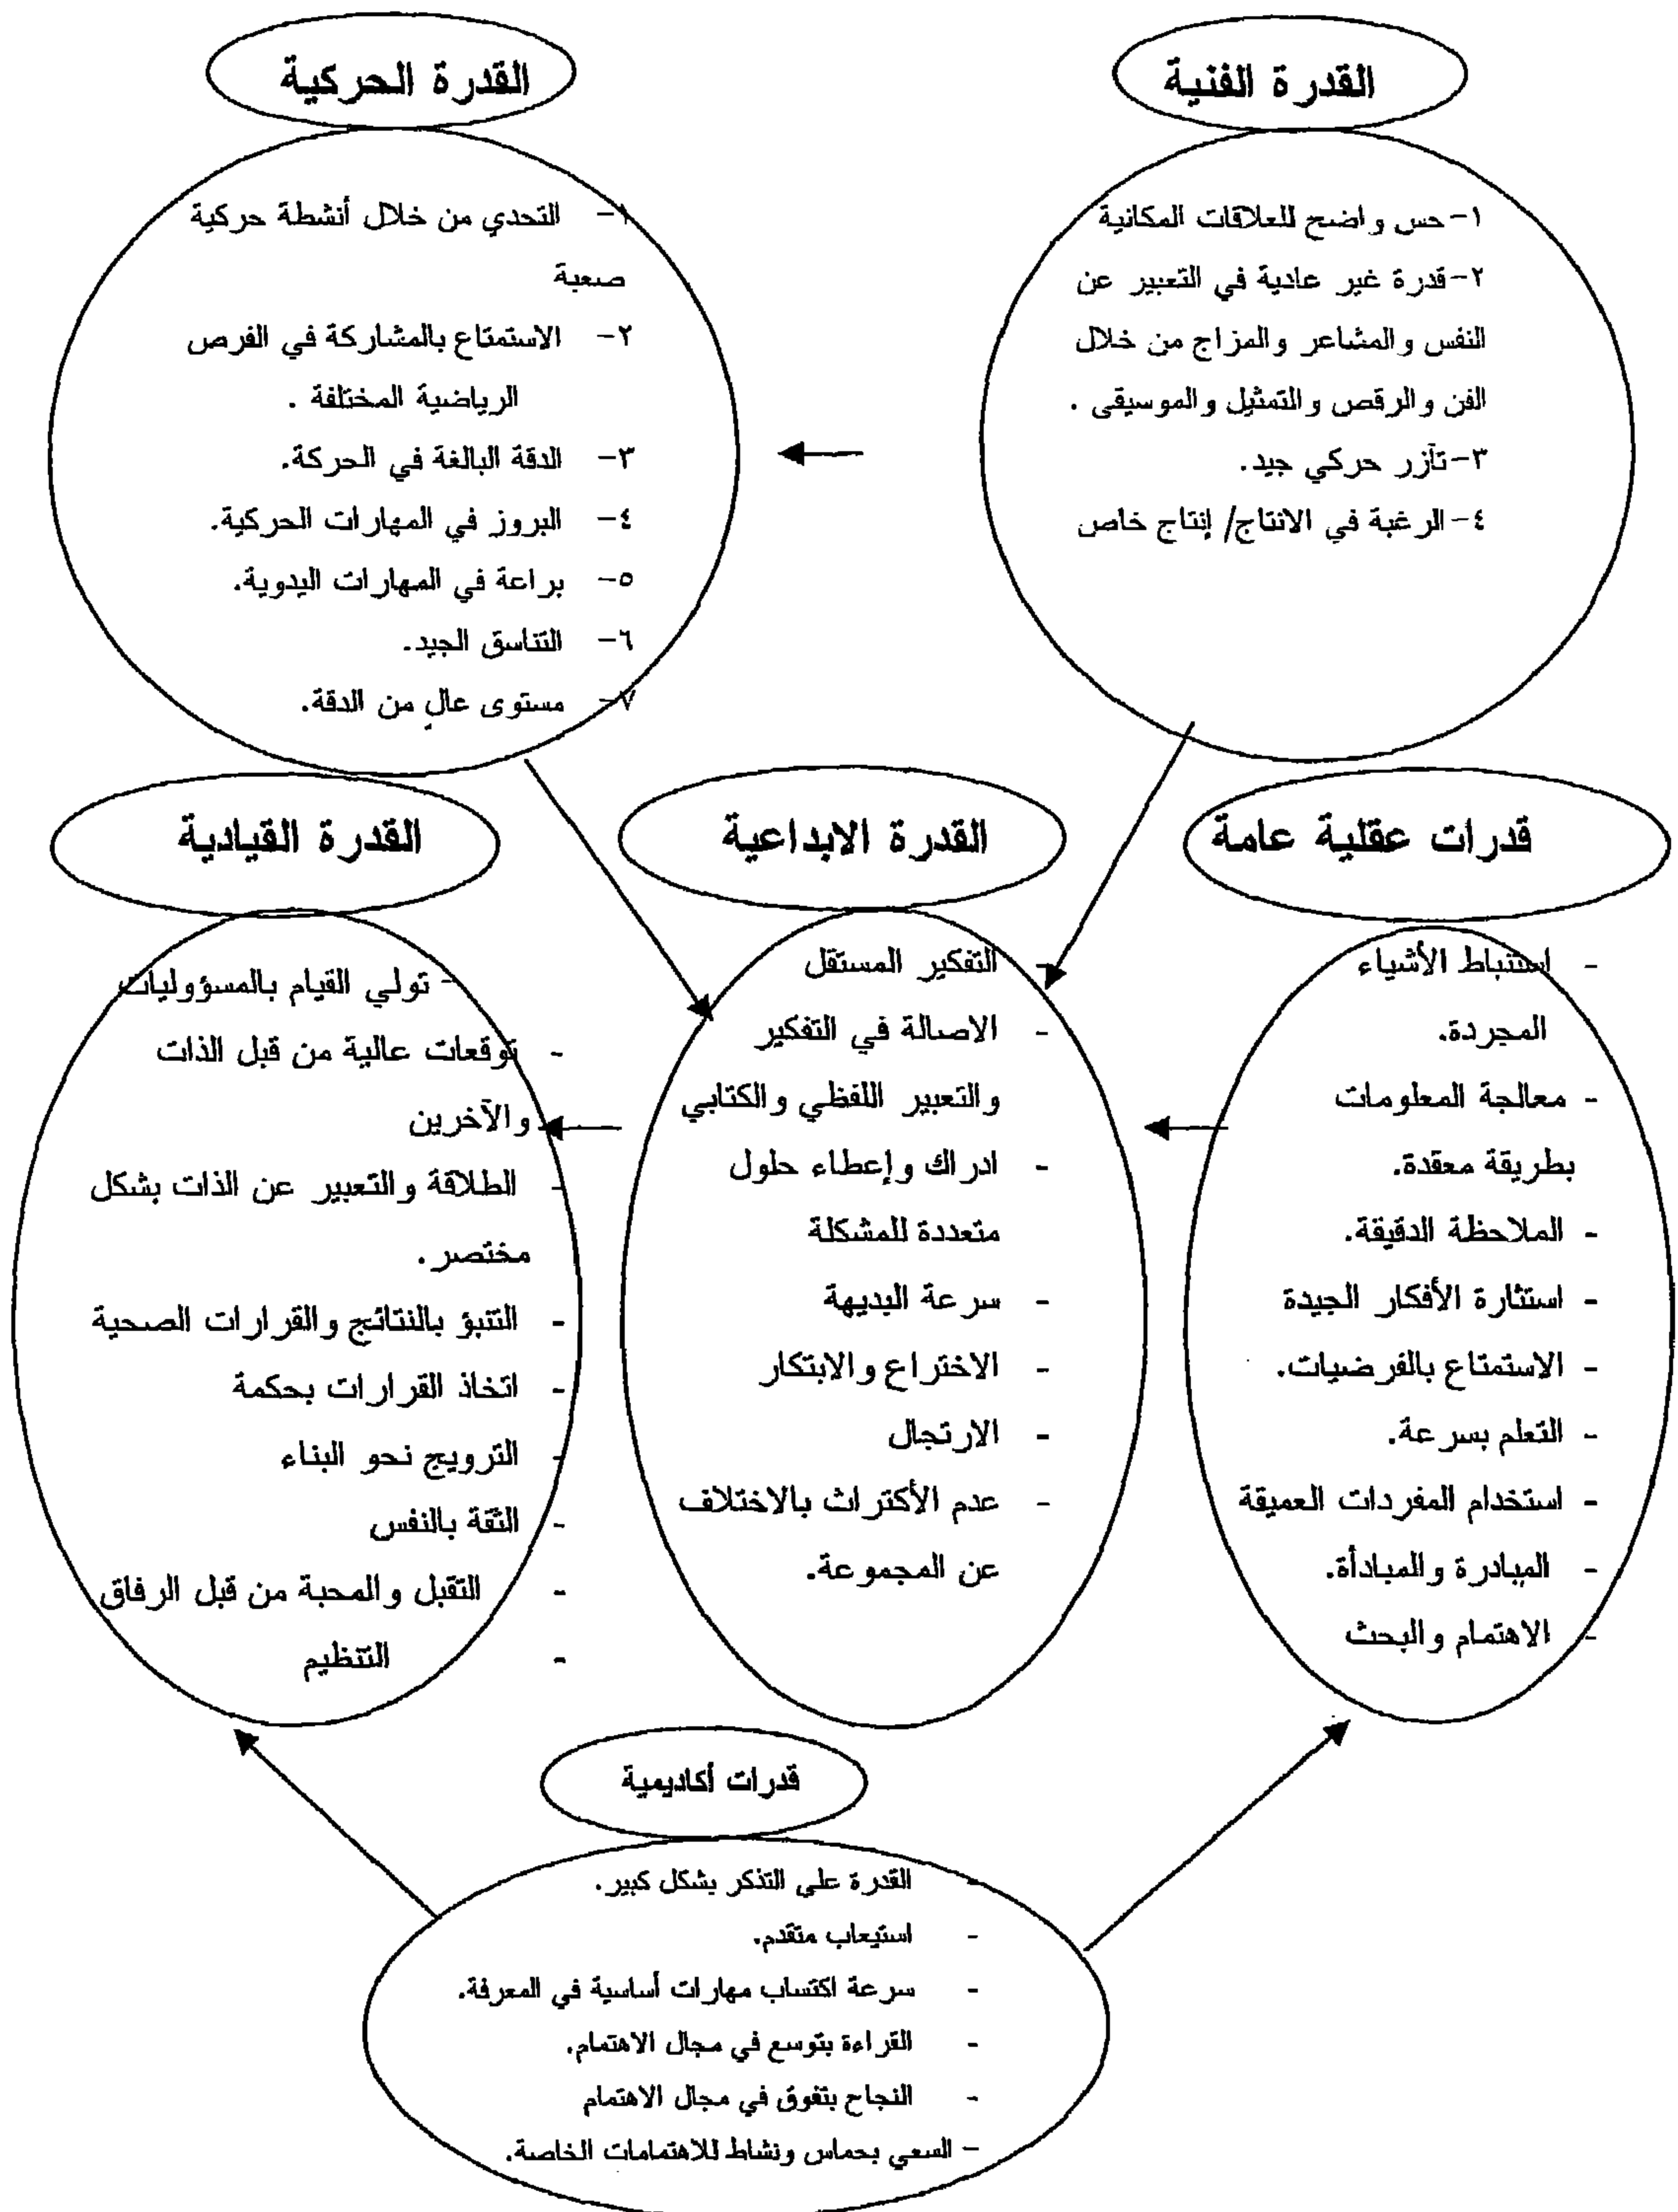 القدرة الفنية
١- حس واضح للعلاقات المكانية
٢- قدرة غير عادية في التعبير عن
النفس والمشاعر والمزاج من خلال
الفن والرقص والتمثيل والموسيقى .
٣- تآزر حركي جيد.
٤- الرغبة في الانتاج/ إنتاج خاص
القدرة الحركية
١- التحدي من خلال أنشطة حركية
صعبة
٢- الاستمتاع بالمشاركة في الفرص
الرياضية المختلفة .
٣- الدقة البالغة في الحركة.
٤- البروز في المهارات الحركية.
٥- براعة في المهارات اليدوية.
٦- التناسق الجيد.
٧- مستوى عالٍ من الدقة.
قدرات عقلية عامة
- استنباط الأشياء
المجردة.
- معالجة المعلومات
بطريقة معقدة.
- الملاحظة الدقيقة.
- استثارة الأفكار الجيدة
- الاستمتاع بالفرضيات.
- التعلم بسرعة.
- استخدام المفردات العميقة
- المبادرة والمبادأة.
- الاهتمام والبحث
القدرة الابداعية
- التفكير المستقل
- الاصالة في التفكير
والتعبير اللفظي والكتابي
- ادراك وإعطاء حلول
متعددة للمشكلة
- سرعة البديهة
- الاختراع والابتكار
- الارتجال
- عدم الأكتراث بالاختلاف
عن المجموعة.
القدرة القيادية
- تولي القيام بالمسؤوليات
- توقعات عالية من قبل الذات
والآخرين
- الطلاقة والتعبير عن الذات بشكل
مختصر.
- التنبؤ بالنتائج والقرارات الصحية
- اتخاذ القرارات بحكمة
- الترويج نحو البناء
- الثقة بالنفس
- التقبل والمحبة من قبل الرفاق
- التنظيم
قدرات أكاديمية
- القدرة على التذكر بشكل كبير.
- استيعاب متقدم.
- سرعة اكتساب مهارات أساسية في المعرفة.
- القراءة بتوسع في مجال الاهتمام.
- النجاح بتفوق في مجال الاهتمام
- السعي بحماس ونشاط للاهتمامات الخاصة.